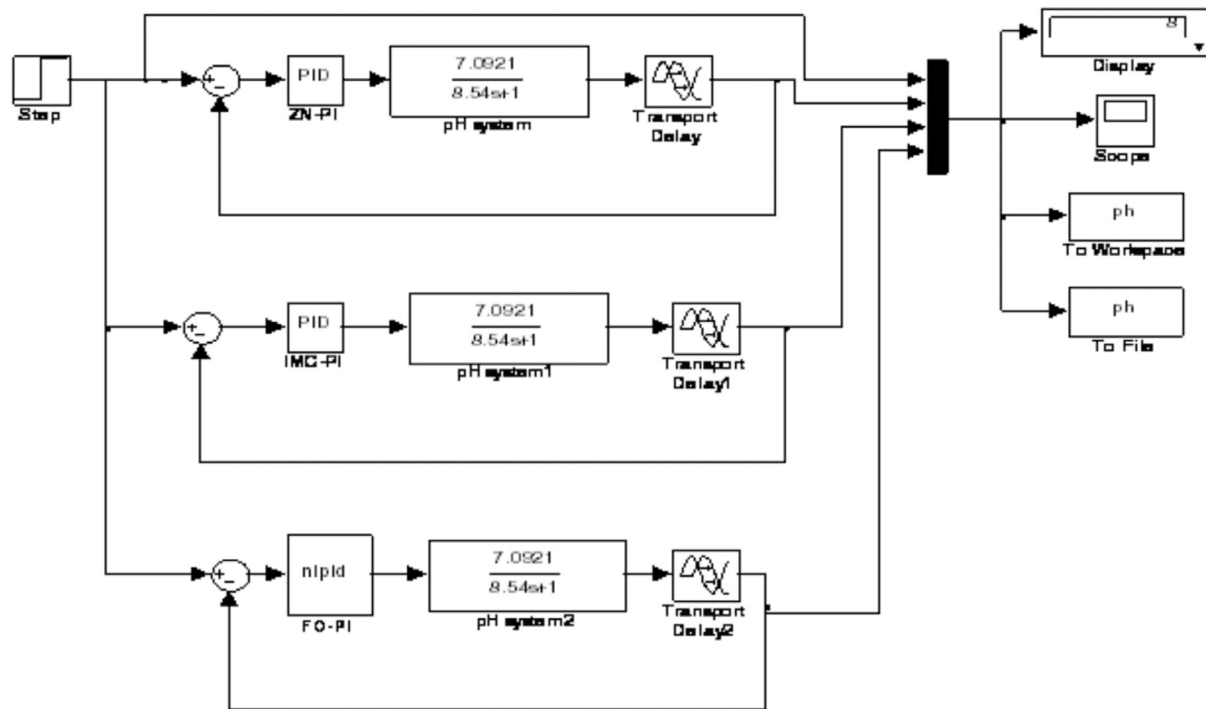 Step
+
−
PID
ZN-PI
7.0921
8.54s+1
pH system
Transport
Delay
8
Display
Scope
ph
To Workspace
ph
To File
+
−
PID
IMC-PI
7.0921
8.54s+1
pH system1
Transport
Delay1
+
−
nipid
FO-PI
7.0921
8.54s+1
pH system2
Transport
Delay2